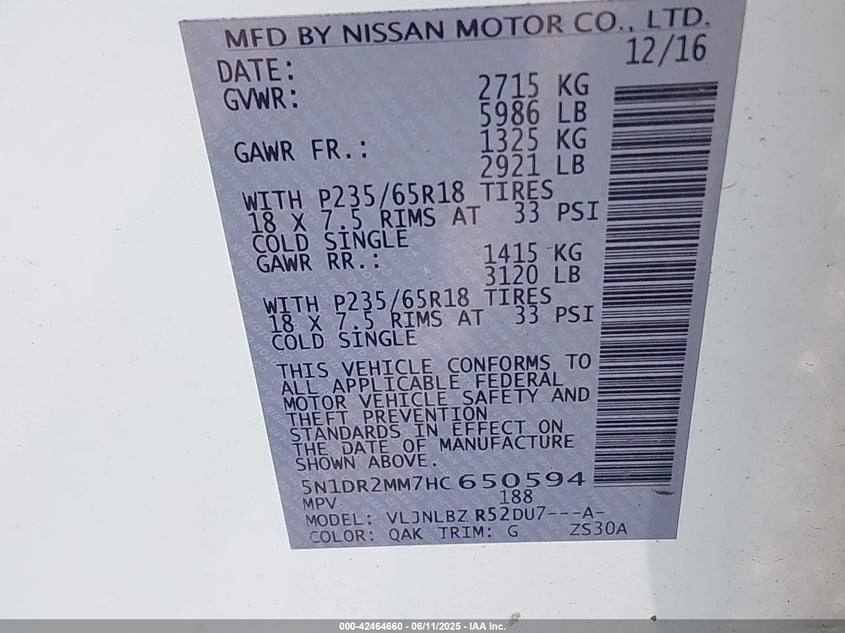 MFD BY NISSAN MOTOR CO., LTD.
DATE: 12/16
GVWR: 2715 KG
5986 LB
GAWR FR.: 1325 KG
2921 LB
WITH P235/65R18 TIRES
18 X 7.5 RIMS AT 33 PSI
COLD SINGLE
GAWR RR.: 1415 KG
3120 LB
WITH P235/65R18 TIRES
18 X 7.5 RIMS AT 33 PSI
COLD SINGLE
THIS VEHICLE CONFORMS TO
ALL APPLICABLE FEDERAL
MOTOR VEHICLE SAFETY AND
THEFT PREVENTION
STANDARDS IN EFFECT ON
THE DATE OF MANUFACTURE
SHOWN ABOVE.
5N1DR2MM7HC650594
MPV 188
MODEL: VLJNLBZ R52DU7---A-
COLOR: QAK TRIM: G ZS30A
000-42464660 - 06/11/2025 - IAA Inc.